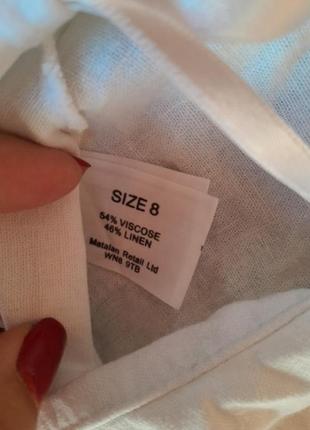 SIZE 8
54% VISCOSE
46% LINEN
Matalan Retail Ltd
WN8 9TB